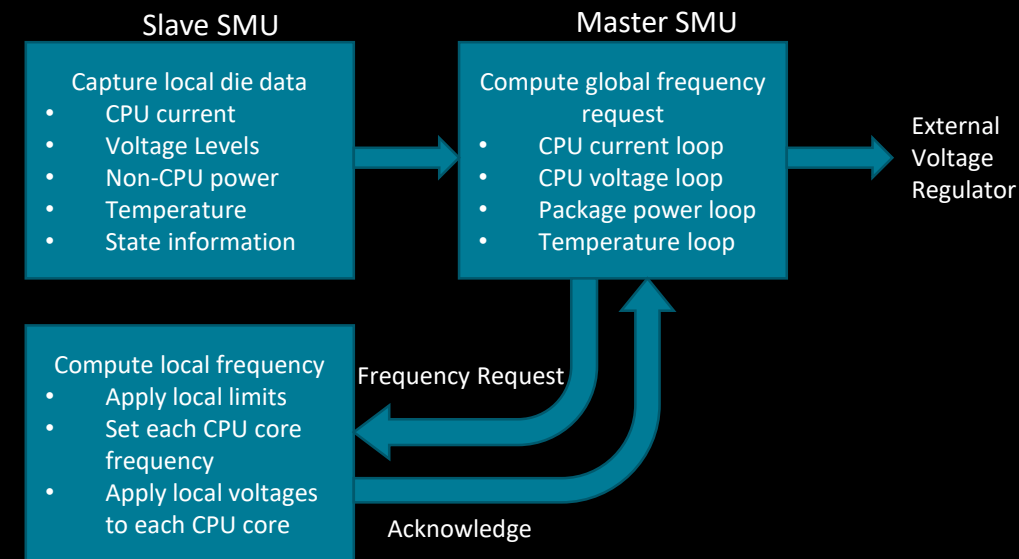 Slave SMU
Master SMU
Capture local die data
• CPU current
• Voltage Levels
• Non-CPU power
• Temperature
• State information
Compute global frequency
request
• CPU current loop
• CPU voltage loop
• Package power loop
• Temperature loop
External
Voltage
Regulator
Compute local frequency
• Apply local limits
• Set each CPU core
frequency
• Apply local voltages
to each CPU core
Frequency Request
Acknowledge